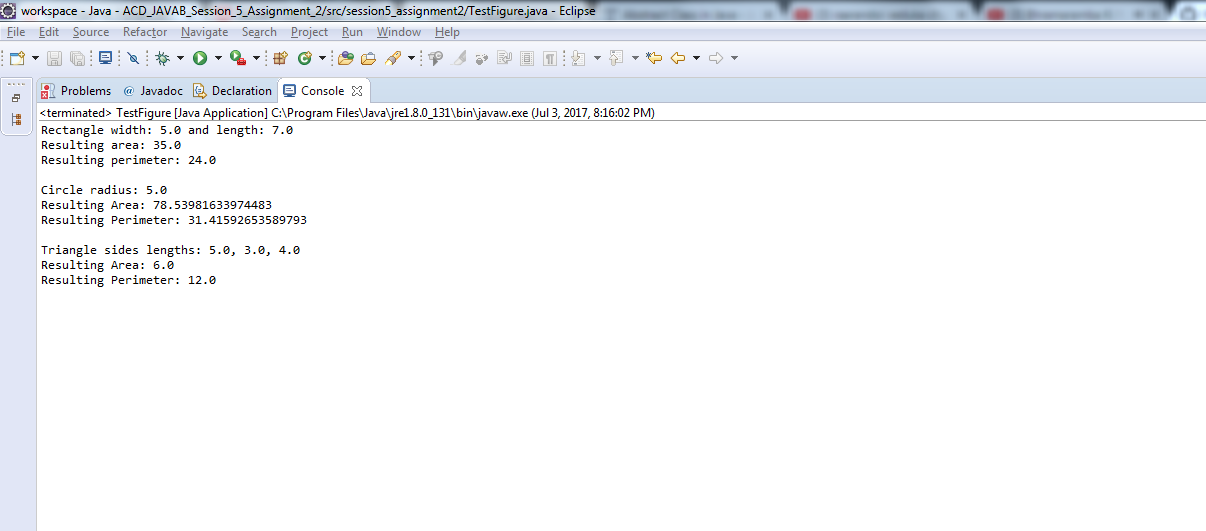 workspace - Java - ACD_JAVAB_Session_5_Assignment_2/src/session5_assignment2/TestFigure.java - Eclipse
File Edit Source Refactor Navigate Search Project Run Window Help
Problems @ Javadoc Declaration Console
<terminated> TestFigure [Java Application] C:\Program Files\Java\jre1.8.0_131\bin\javaw.exe (Jul 3, 2017, 8:16:02 PM)
Rectangle width: 5.0 and length: 7.0
Resulting area: 35.0
Resulting perimeter: 24.0
Circle radius: 5.0
Resulting Area: 78.53981633974483
Resulting Perimeter: 31.41592653589793
Triangle sides lengths: 5.0, 3.0, 4.0
Resulting Area: 6.0
Resulting Perimeter: 12.0